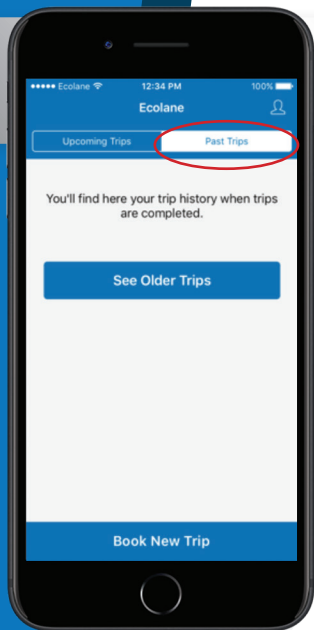 Ecolane 12:34 PM 100%
Ecolane
Upcoming Trips Past Trips
You'll find here your trip history when trips
are completed.
See Older Trips
Book New Trip